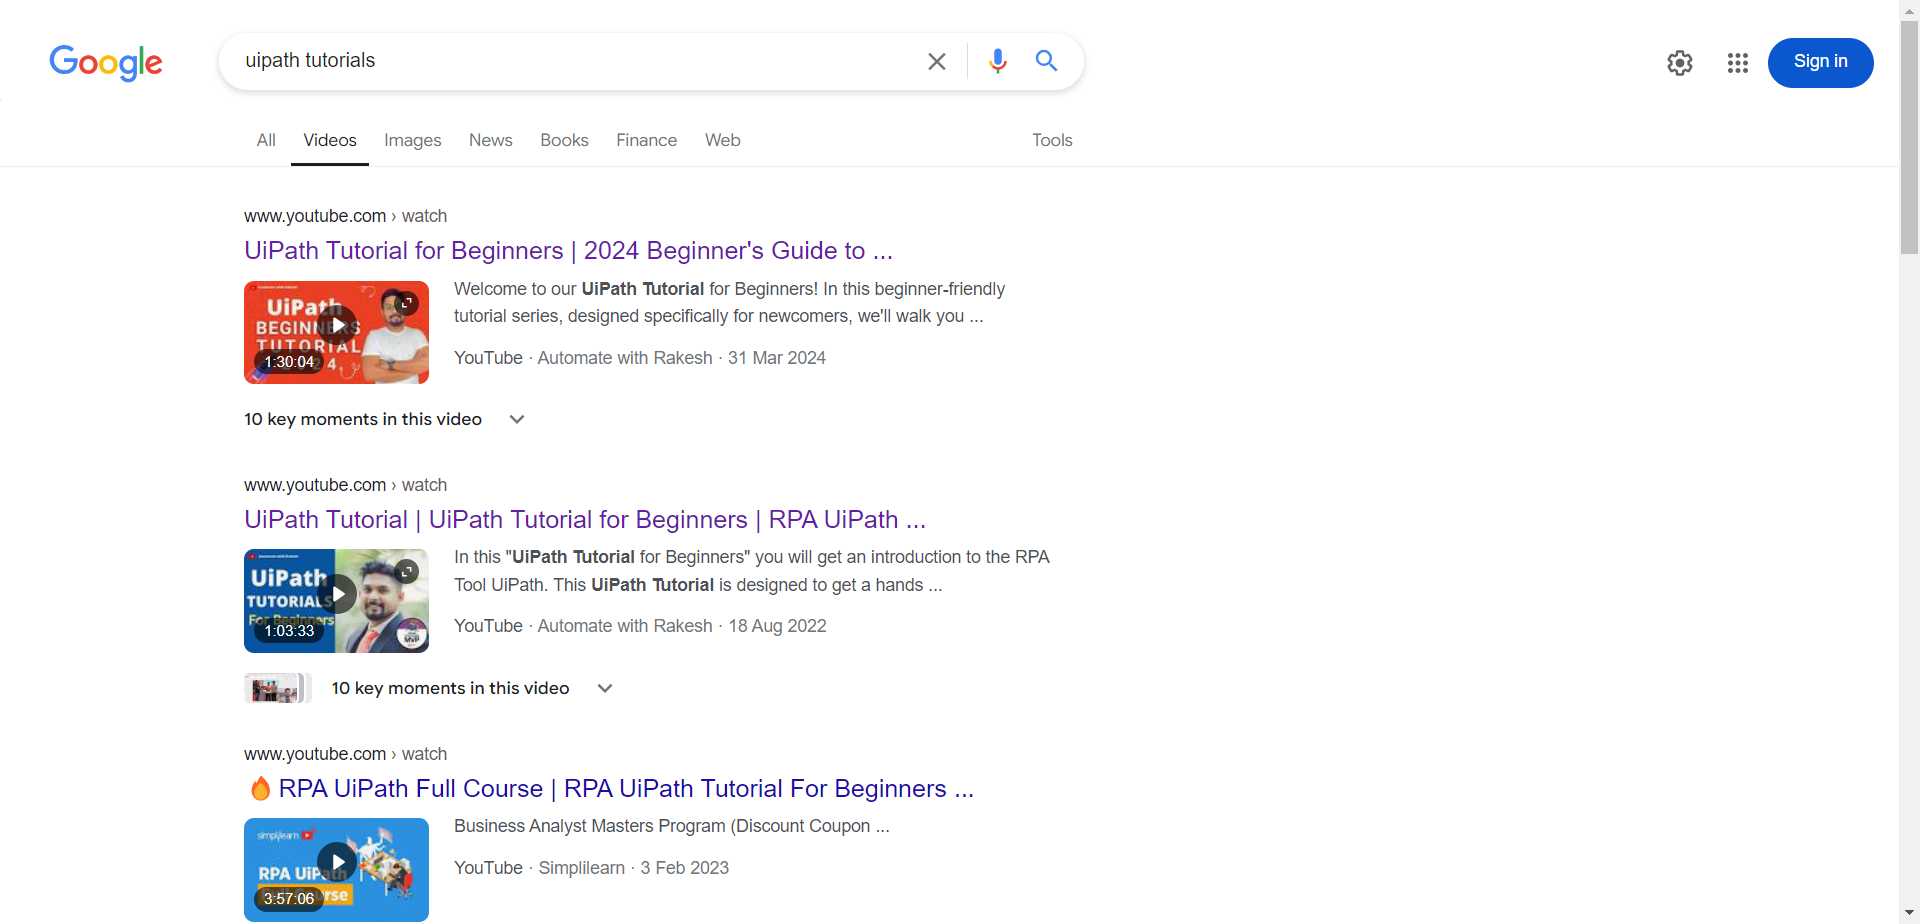 Google
uipath tutorials
Sign in
All
Videos
Images
News
Books
Finance
Web
Tools
www.youtube.com › watch
UiPath Tutorial for Beginners | 2024 Beginner's Guide to ...
UiPath
BEGINNERS
TUTORIAL
1:30:04
Welcome to our UiPath Tutorial for Beginners! In this beginner-friendly
tutorial series, designed specifically for newcomers, we'll walk you ...
YouTube · Automate with Rakesh · 31 Mar 2024
10 key moments in this video
www.youtube.com › watch
UiPath Tutorial | UiPath Tutorial for Beginners | RPA UiPath ...
UiPath
TUTORIALS
For Beginners
1:03:33
In this "UiPath Tutorial for Beginners" you will get an introduction to the RPA
Tool UiPath. This UiPath Tutorial is designed to get a hands ...
YouTube · Automate with Rakesh · 18 Aug 2022
10 key moments in this video
www.youtube.com › watch
🔥 RPA UiPath Full Course | RPA UiPath Tutorial For Beginners ...
simplilearn
RPA UiPath
3:57:06
Business Analyst Masters Program (Discount Coupon ...
YouTube · Simplilearn · 3 Feb 2023